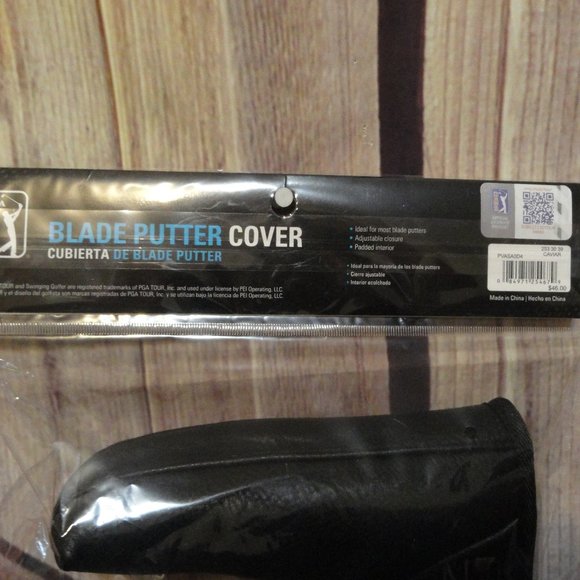 BLADE PUTTER COVER
CUBIERTA DE BLADE PUTTER
• Ideal for most blade putters
• Adjustable closure
• Padded interior
• Ideal para la mayoría de los blade putters
• Cierre ajustable
• Interior acolchado
TOUR and Swinging Golfer are registered trademarks of PGA TOUR, Inc. and used under license by PEI Operating, LLC.
y el diseño del golfista son marcas registradas de PGA TOUR, Inc. y se utilizan bajo la licencia de PEI Operating, LLC.
PVASA0D4
CAVIAR
$46.00
Made in China | Hecho en China